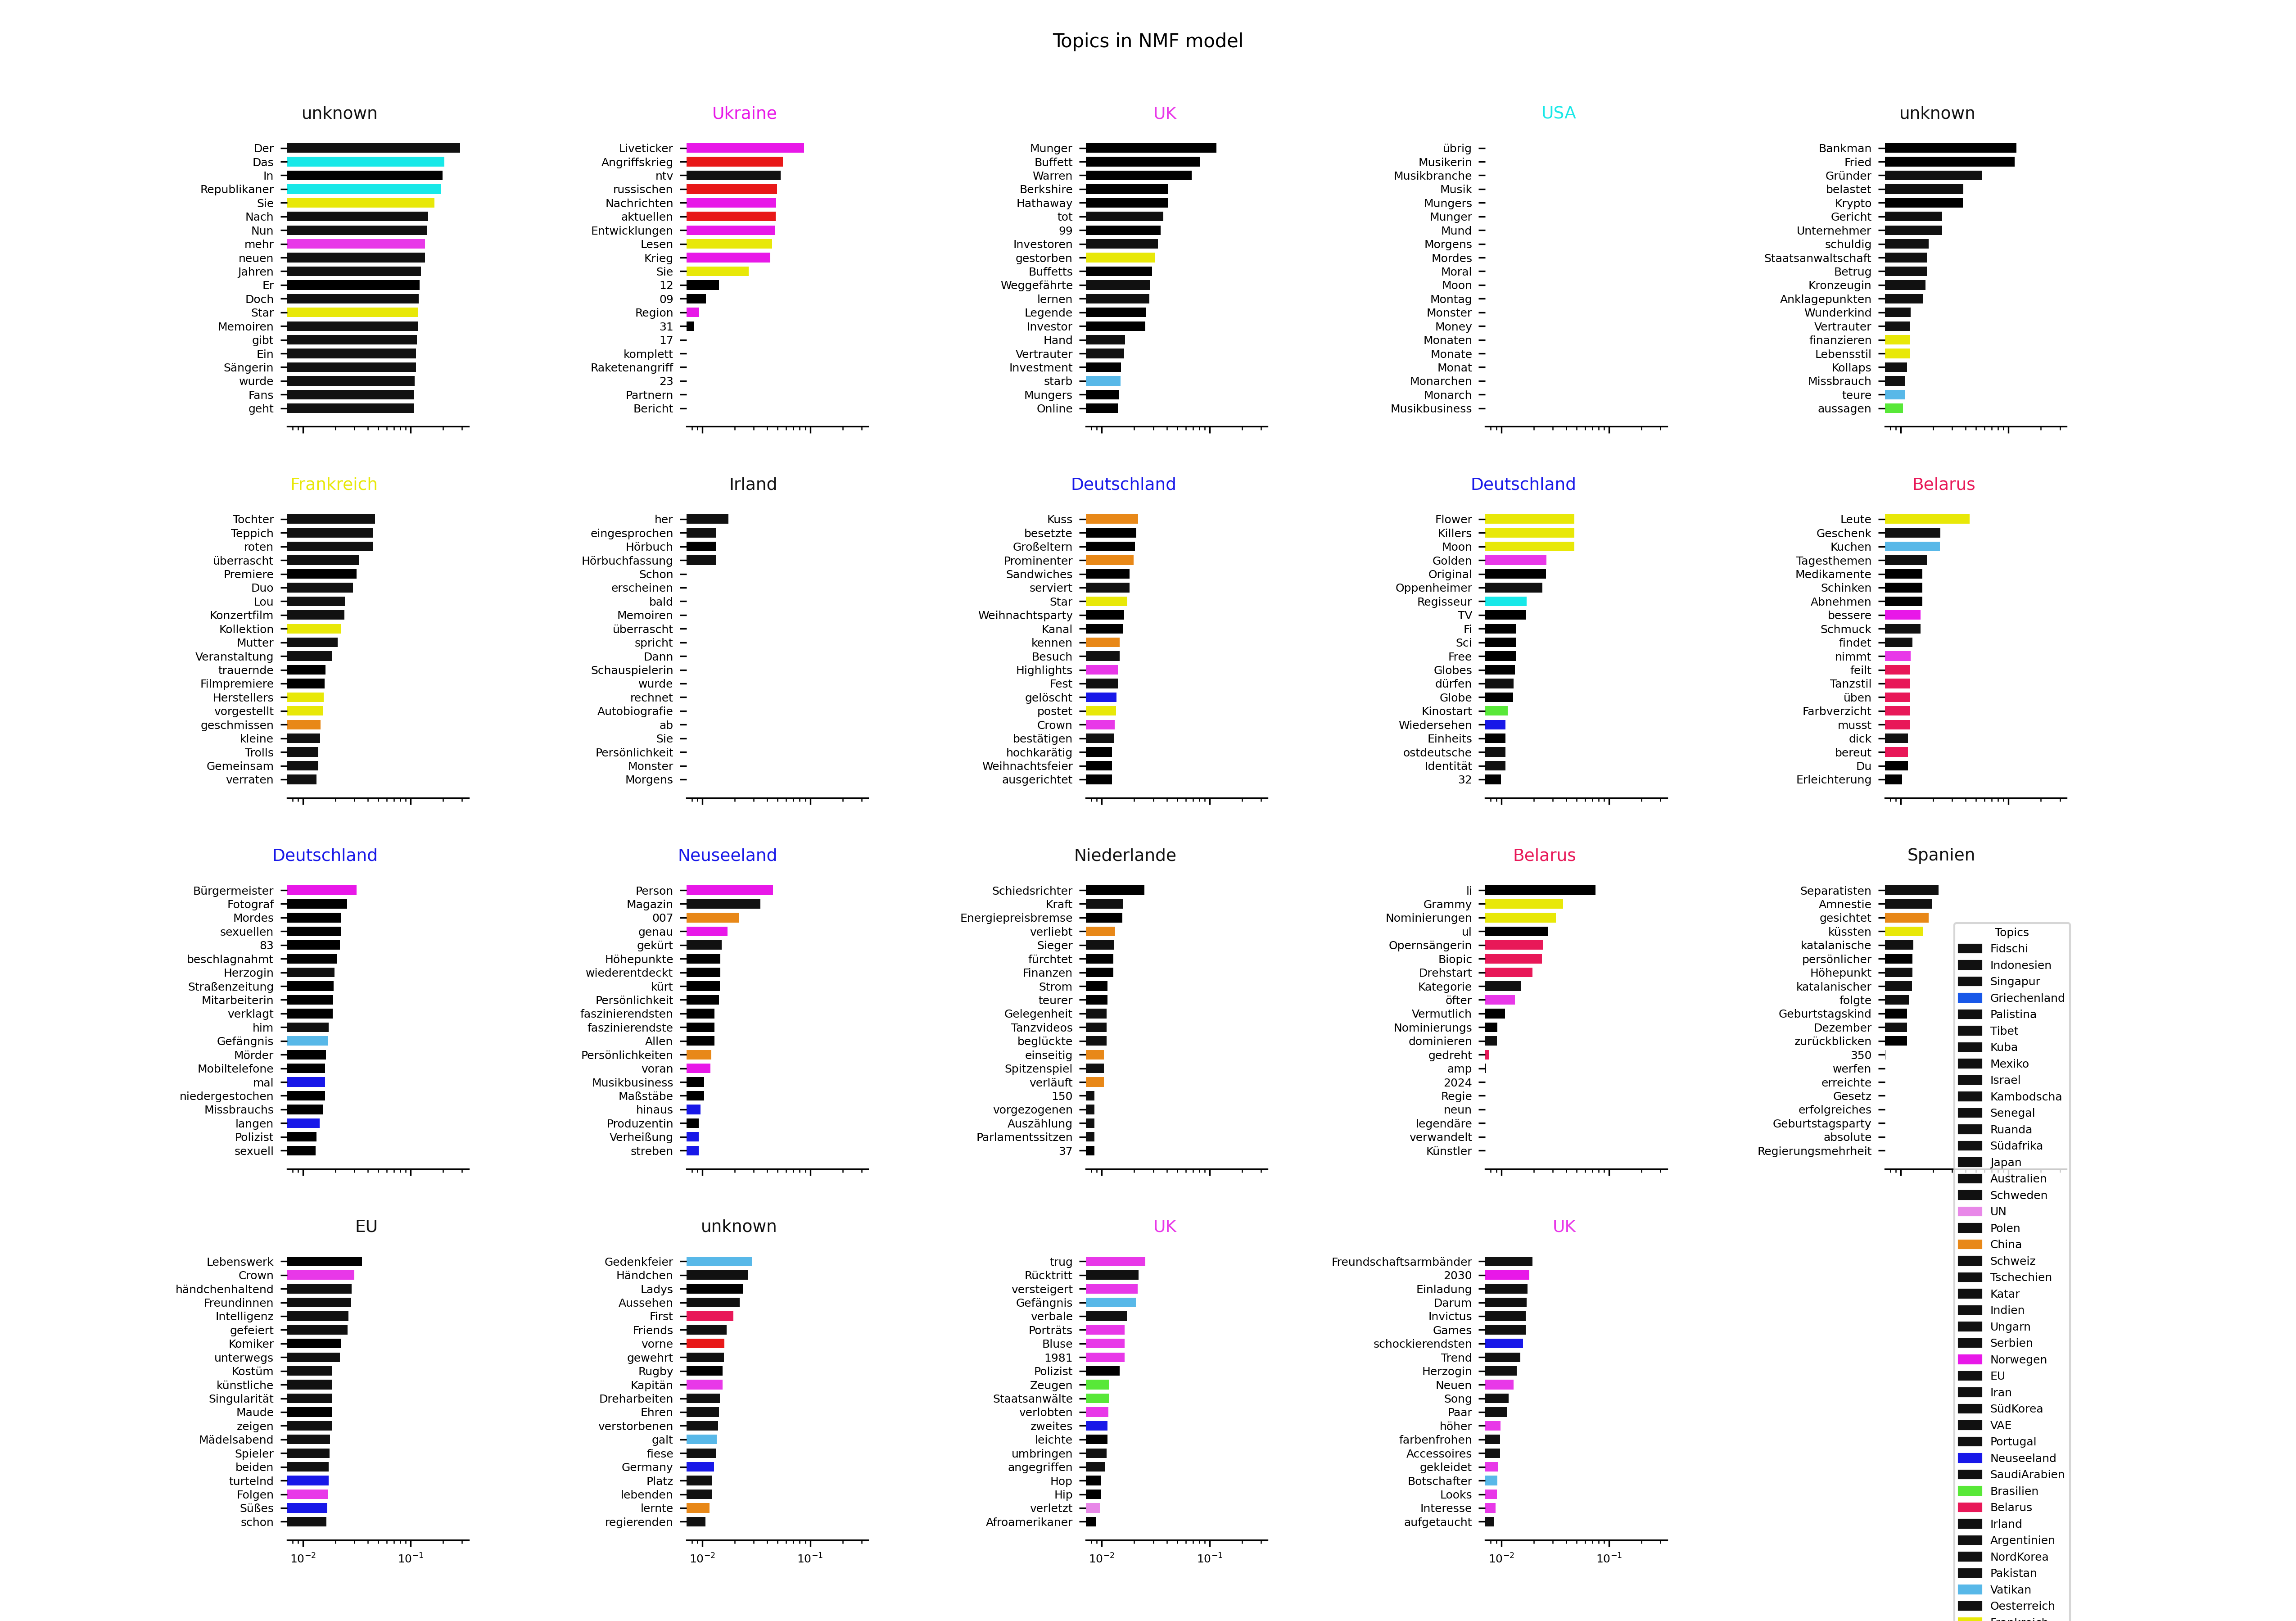 Topics in NMF model
unknown
Der
Das
In
Republikaner
Sie
Nach
Nun
mehr
neuen
Jahren
Er
Doch
Star
Memoiren
gibt
Ein
Sängerin
wurde
Fans
geht
Ukraine
Liveticker
Angriffskrieg
ntv
russischen
Nachrichten
aktuellen
Entwicklungen
Lesen
Krieg
Sie
12
09
Region
31
17
komplett
Raketenangriff
23
Partnern
Bericht
UK
Munger
Buffett
Warren
Berkshire
Hathaway
tot
99
Investoren
gestorben
Buffetts
Weggefährte
lernen
Legende
Investor
Hand
Vertrauter
Investment
starb
Mungers
Online
USA
übrig
Musikerin
Musikbranche
Musik
Mungers
Munger
Mund
Morgens
Mordes
Moral
Moon
Montag
Monster
Money
Monaten
Monate
Monat
Monarchen
Monarch
Musikbusiness
unknown
Bankman
Fried
Gründer
belastet
Krypto
Gericht
Unternehmer
schuldig
Staatsanwaltschaft
Betrug
Kronzeugin
Anklagepunkten
Wunderkind
Vertrauter
finanzieren
Lebensstil
Kollaps
Missbrauch
teure
aussagen
Frankreich
Tochter
Teppich
roten
überrascht
Premiere
Duo
Lou
Konzertfilm
Kollektion
Mutter
Veranstaltung
trauernde
Filmpremiere
Herstellers
vorgestellt
geschmissen
kleine
Trolls
Gemeinsam
verraten
Irland
her
eingesprochen
Hörbuch
Hörbuchfassung
Schon
erscheinen
bald
Memoiren
überrascht
spricht
Dann
Schauspielerin
wurde
rechnet
Autobiografie
ab
Sie
Persönlichkeit
Monster
Morgens
Deutschland
Kuss
besetzte
Großeltern
Prominenter
Sandwiches
serviert
Star
Weihnachtsparty
Kanal
kennen
Besuch
Highlights
Fest
gelöscht
postet
Crown
bestätigen
hochkarätig
Weihnachtsfeier
ausgerichtet
Deutschland
Flower
Killers
Moon
Golden
Original
Oppenheimer
Regisseur
TV
Fi
Sci
Free
Globes
dürfen
Globe
Kinostart
Wiedersehen
Einheits
ostdeutsche
Identität
32
Belarus
Leute
Geschenk
Kuchen
Tagesthemen
Medikamente
Schinken
Abnehmen
bessere
Schmuck
findet
nimmt
feilt
Tanzstil
üben
Farbverzicht
musst
dick
bereut
Du
Erleichterung
Deutschland
Bürgermeister
Fotograf
Mordes
sexuellen
83
beschlagnahmt
Herzogin
Straßenzeitung
Mitarbeiterin
verklagt
him
Gefängnis
Mörder
Mobiltelefone
mal
niedergestochen
Missbrauchs
langen
Polizist
sexuell
Neuseeland
Person
Magazin
007
genau
gekürt
Höhepunkte
wiederentdeckt
kürt
Persönlichkeit
faszinierendsten
faszinierendste
Allen
Persönlichkeiten
voran
Musikbusiness
Maßstäbe
hinaus
Produzentin
Verheißung
streben
Niederlande
Schiedsrichter
Kraft
Energiepreisbremse
verliebt
Sieger
fürchtet
Finanzen
Strom
teurer
Gelegenheit
Tanzvideos
beglückte
einseitig
Spitzenspiel
verläuft
150
vorgezogenen
Auszählung
Parlamentssitzen
37
Belarus
li
Grammy
Nominierungen
ul
Opernsängerin
Biopic
Drehstart
Kategorie
öfter
Vermutlich
Nominierungs
dominieren
gedreht
amp
2024
Regie
neun
legendäre
verwandelt
Künstler
Spanien
Separatisten
Amnestie
gesichtet
küssten
katalanische
persönlicher
Höhepunkt
katalanischer
folgte
Geburtstagskind
Dezember
zurückblicken
350
werfen
erreichte
Gesetz
erfolgreiches
Geburtstagsparty
absolute
Regierungsmehrheit
EU
Lebenswerk
Crown
händchenhaltend
Freundinnen
Intelligenz
gefeiert
Komiker
unterwegs
Kostüm
künstliche
Singularität
Maude
zeigen
Mädelsabend
Spieler
beiden
turtelnd
Folgen
Süßes
schon
10⁻² 10⁻¹
unknown
Gedenkfeier
Händchen
Ladys
Aussehen
First
Friends
vorne
gewehrt
Rugby
Kapitän
Dreharbeiten
Ehren
verstorbenen
galt
fiese
Germany
Platz
lebenden
lernte
regierenden
10⁻² 10⁻¹
UK
trug
Rücktritt
versteigert
Gefängnis
verbale
Porträts
Bluse
1981
Polizist
Zeugen
Staatsanwälte
verlobten
zweites
leichte
umbringen
angegriffen
Hop
Hip
verletzt
Afroamerikaner
10⁻² 10⁻¹
UK
Freundschaftsarmbänder
2030
Einladung
Darum
Invictus
Games
schockierendsten
Trend
Herzogin
Neuen
Song
Paar
höher
farbenfrohen
Accessoires
gekleidet
Botschafter
Looks
Interesse
aufgetaucht
10⁻² 10⁻¹
Topics
Fidschi
Indonesien
Singapur
Griechenland
Palistina
Tibet
Kuba
Mexiko
Israel
Kambodscha
Senegal
Ruanda
Südafrika
Japan
Australien
Schweden
UN
Polen
China
Schweiz
Tschechien
Katar
Indien
Ungarn
Serbien
Norwegen
EU
Iran
SüdKorea
VAE
Portugal
Neuseeland
SaudiArabien
Brasilien
Belarus
Irland
Argentinien
NordKorea
Pakistan
Vatikan
Oesterreich